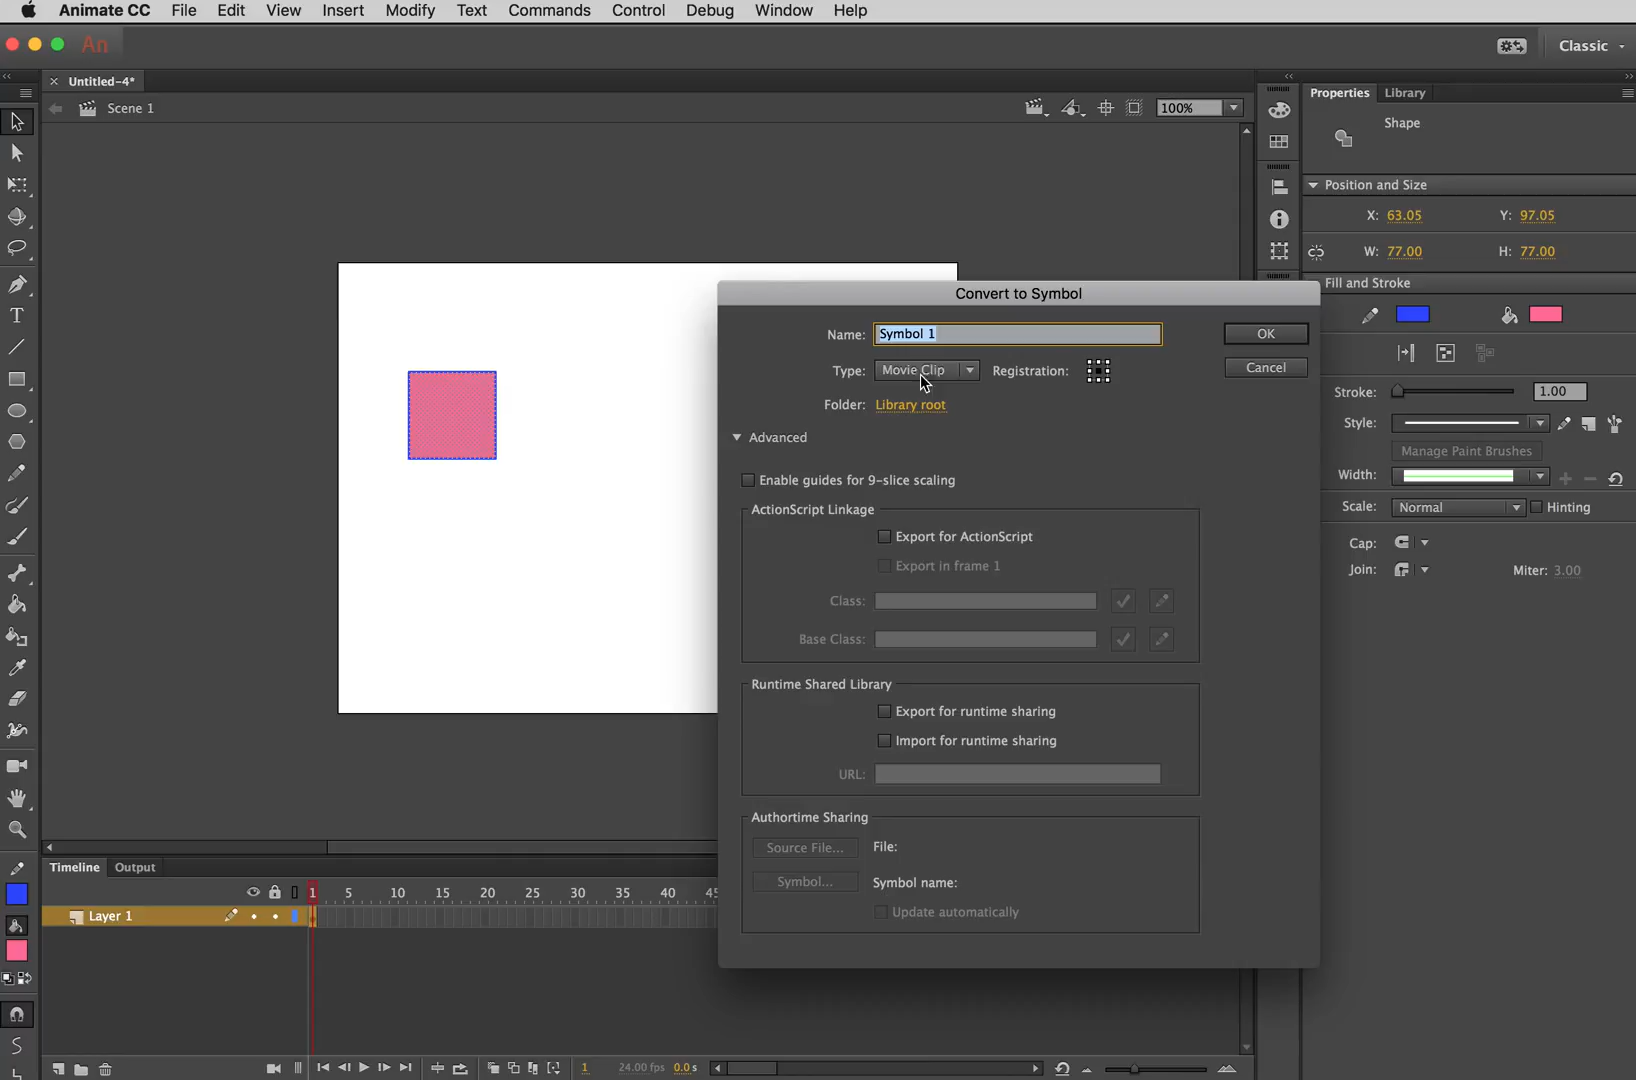 Animate CC File Edit View Insert Modify Text Commands Control Debug Window Help
An Classic
Untitled-4*
Scene 1 100%
Properties Library
Shape
Position and Size
X: 63.05 Y: 97.05
W: 77.00 H: 77.00
Fill and Stroke
Stroke: 1.00
Style:
Manage Paint Brushes
Width:
Scale: Normal Hinting
Cap:
Join: Miter: 3.00
Convert to Symbol
Name: Symbol 1 OK
Type: Movie Clip Registration: Cancel
Folder: Library root
Advanced
Enable guides for 9-slice scaling
ActionScript Linkage
Export for ActionScript
Export in frame 1
Class:
Base Class:
Runtime Shared Library
Export for runtime sharing
Import for runtime sharing
URL:
Authortime Sharing
Source File... File:
Symbol... Symbol name:
Update automatically
Timeline Output
1 5 10 15 20 25 30 35 40 45
Layer 1
1 24.00 fps 0.0 s